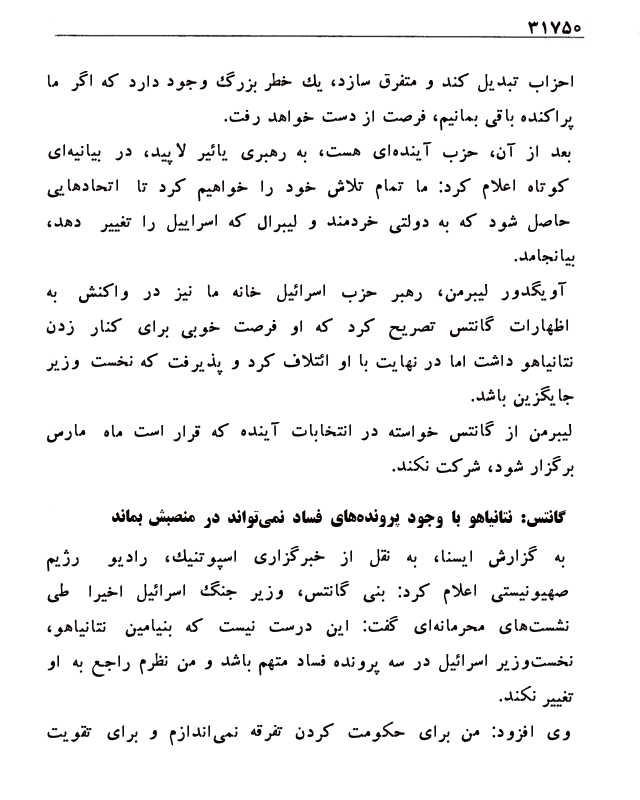 ۳۱۷۵۰
احزاب تبدیل کند و متفرق سازد، یك خطر بزرگ وجود دارد که اگر ما
پراکنده باقی بمانیم، فرصت از دست خواهد رفت.
بعد از آن، حزب آینده‌ای هست، به رهبری یائیر لاپید، در بیانیه‌ای
کوتاه اعلام کرد: ما تمام تلاش خود را خواهیم کرد تا اتحادهایی
حاصل شود که به دولتی خردمند و لیبرال که اسراییل را تغییر دهد،
بیانجامد.
آویگدور لیبرمن، رهبر حزب اسرائیل خانه ما نیز در واکنش به
اظهارات گانتس تصریح کرد که او فرصت خوبی برای کنار زدن
نتانیاهو داشت اما در نهایت با او ائتلاف کرد و پذیرفت که نخست وزیر
جایگزین باشد.
لیبرمن از گانتس خواسته در انتخابات آینده که قرار است ماه مارس
برگزار شود، شرکت نکند.
گانتس: نتانیاهو با وجود پرونده‌های فساد نمی‌تواند در منصبش بماند
به گزارش ایسنا، به نقل از خبرگزاری اسپوتنیك، رادیو رژیم
صهیونیستی اعلام کرد: بنی گانتس، وزیر جنگ اسرائیل اخیرا طی
نشست‌های محرمانه‌ای گفت: این درست نیست که بنیامین نتانیاهو،
نخست‌وزیر اسرائیل در سه پرونده فساد متهم باشد و من نظرم راجع به او
تغییر نکند.
وی افزود: من برای حکومت کردن تفرقه نمی‌اندازم و برای تقویت